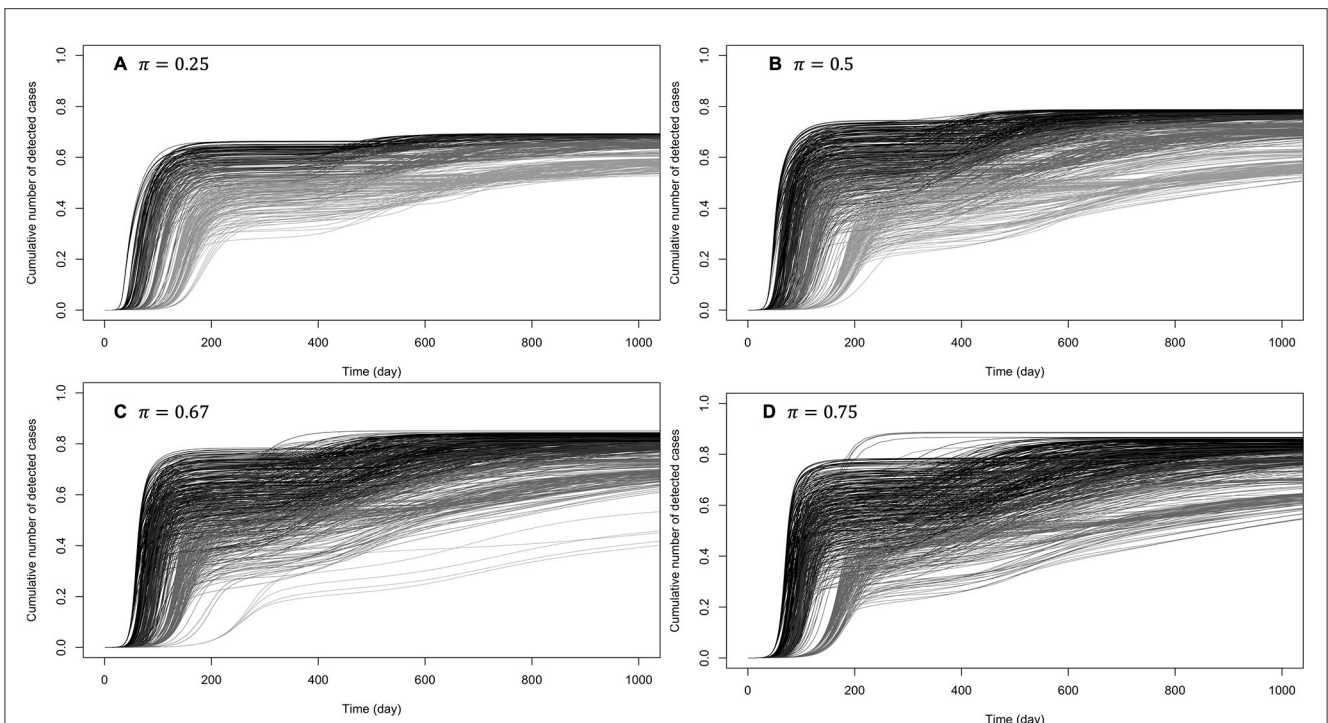 A π = 0.25
Cumulative number of detected cases
0.0 0.2 0.4 0.6 0.8 1.0
0 200 400 600 800 1000
Time (day)
B π = 0.5
Cumulative number of detected cases
0.0 0.2 0.4 0.6 0.8 1.0
0 200 400 600 800 1000
Time (day)
C π = 0.67
Cumulative number of detected cases
0.0 0.2 0.4 0.6 0.8 1.0
0 200 400 600 800 1000
Time (day)
D π = 0.75
Cumulative number of detected cases
0.0 0.2 0.4 0.6 0.8 1.0
0 200 400 600 800 1000
Time (day)